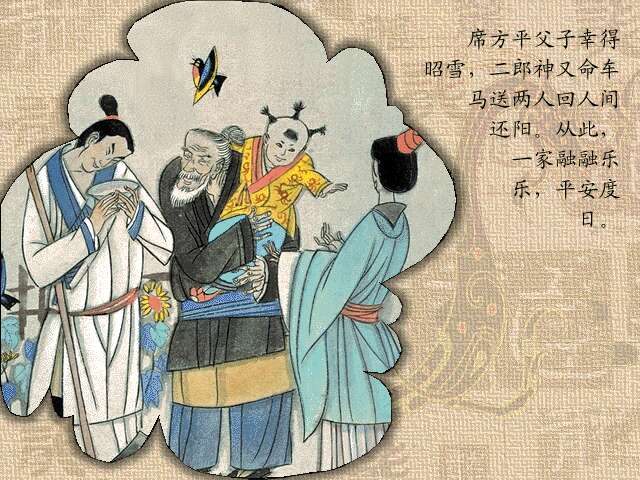 席方平父子幸得
昭雪，二郎神又命车
马送两人回人间
还阳。从此，
一家融融乐
乐，平安度
日。